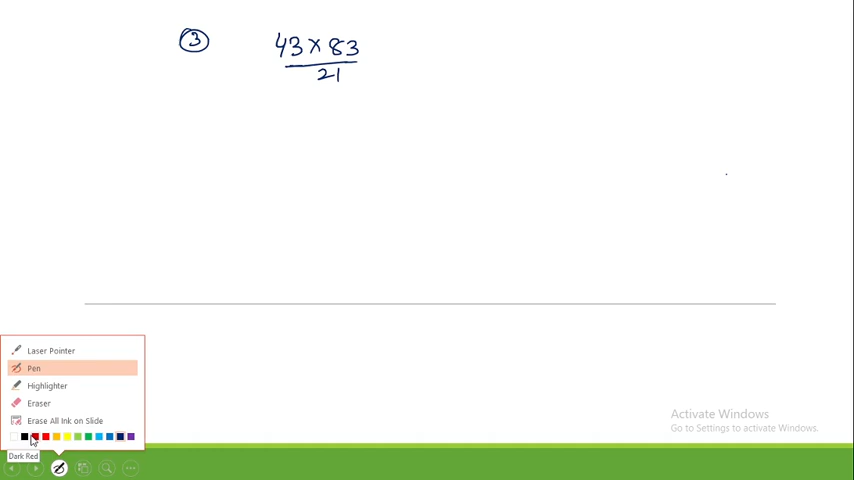 3
43 × 83
21
Laser Pointer
Pen
Highlighter
Eraser
Erase All Ink on Slide
Dark Red
Activate Windows
Go to Settings to activate Windows.